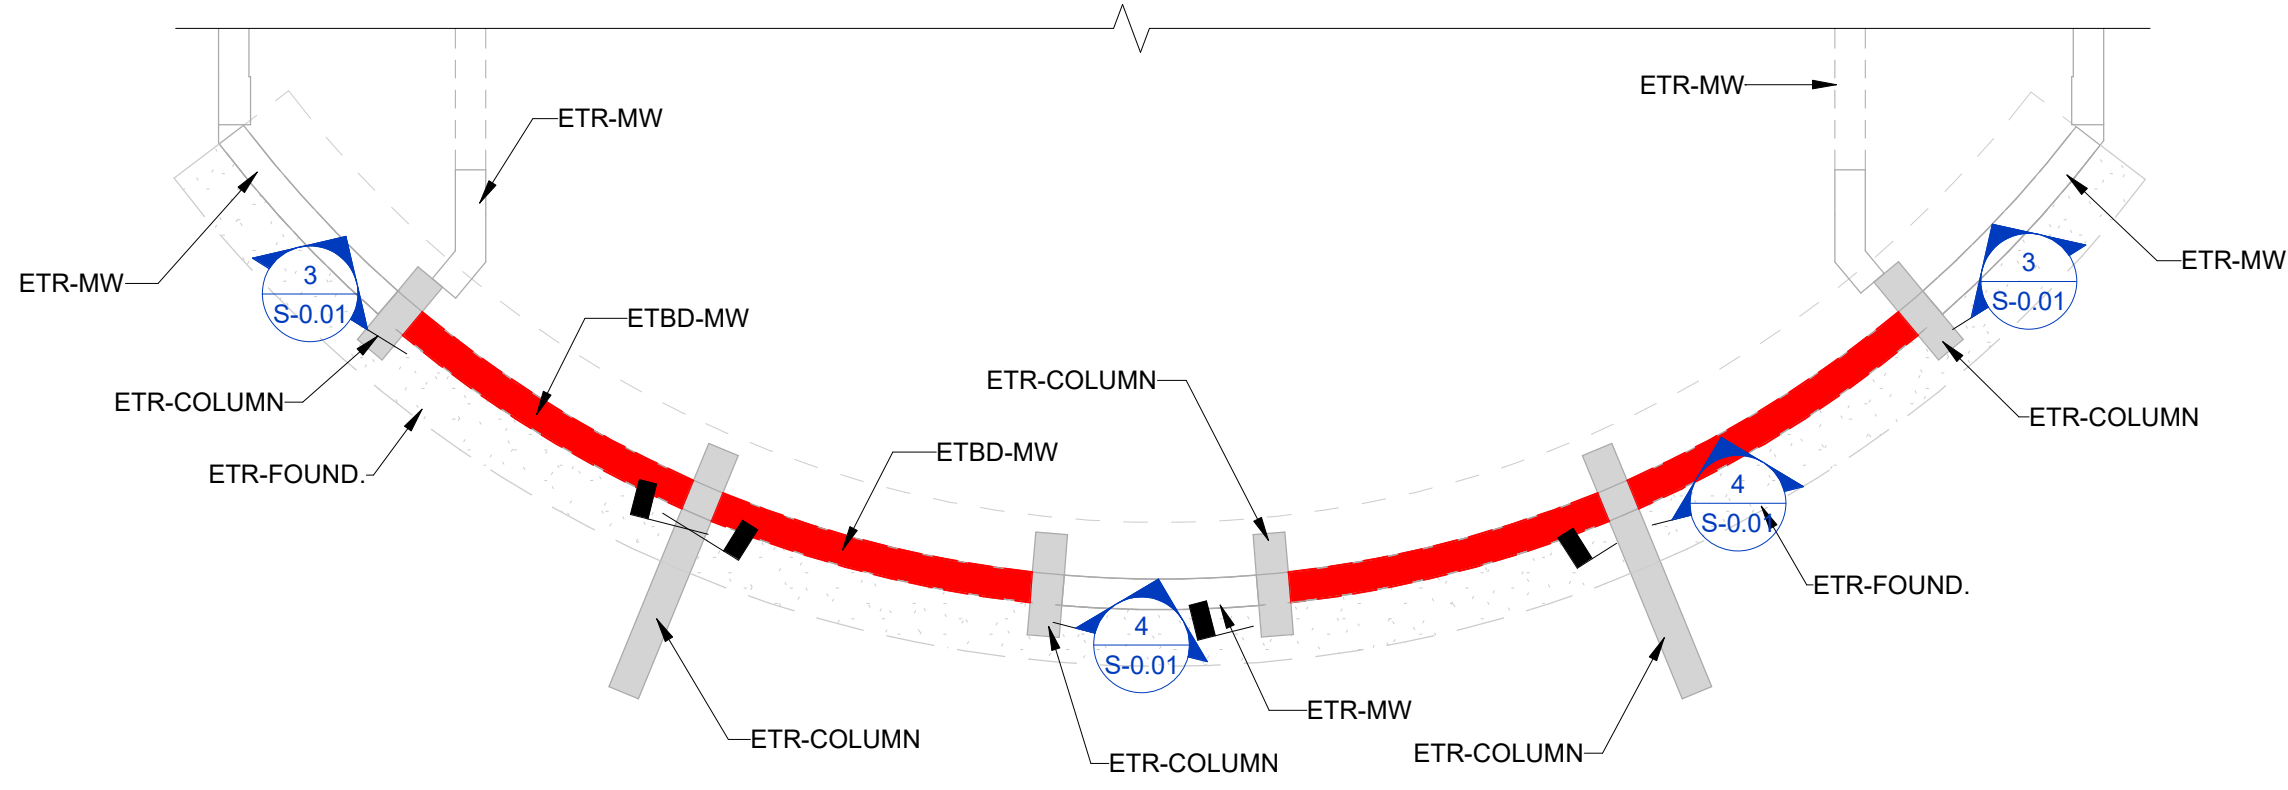 ETR-MW
ETR-MW
ETR-MW
ETR-MW
3
S-0.01
3
S-0.01
ETBD-MW
ETR-COLUMN
ETR-COLUMN
ETR-COLUMN
ETBD-MW
ETR-FOUND.
4
S-0.01
ETR-FOUND.
4
S-0.01
ETR-MW
ETR-COLUMN
ETR-COLUMN
ETR-COLUMN